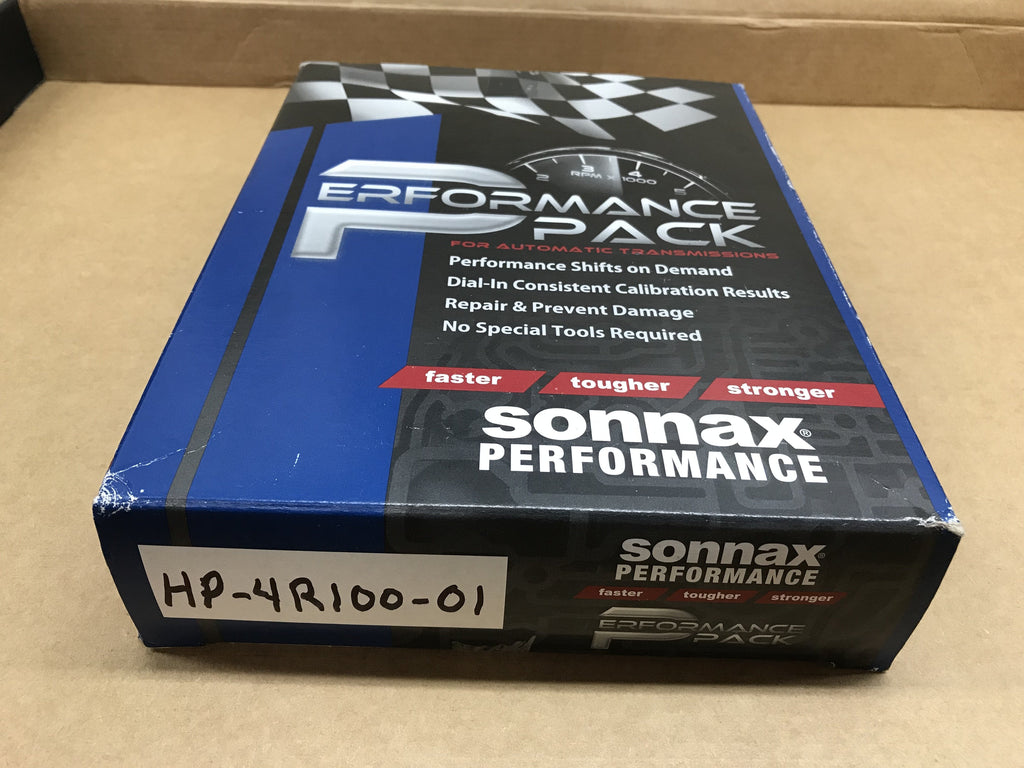 2 3 4 5
RPM X 1000
PERFORMANCE
PACK
FOR AUTOMATIC TRANSMISSIONS
Performance Shifts on Demand
Dial-In Consistent Calibration Results
Repair & Prevent Damage
No Special Tools Required
faster tougher stronger
sonnax®
PERFORMANCE
HP-4R100-01
sonnax®
PERFORMANCE
faster tougher stronger
PERFORMANCE
PACK